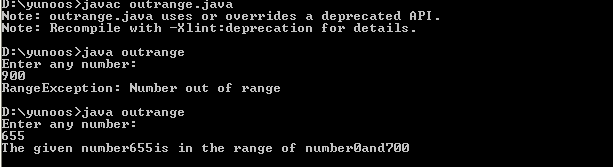 D:\yunoos>javac outrange.java
Note: outrange.java uses or overrides a deprecated API.
Note: Recompile with -Xlint:deprecation for details.
D:\yunoos>java outrange
Enter any number:
900
RangeException: Number out of range
D:\yunoos>java outrange
Enter any number:
655
The given number655is in the range of number0and700